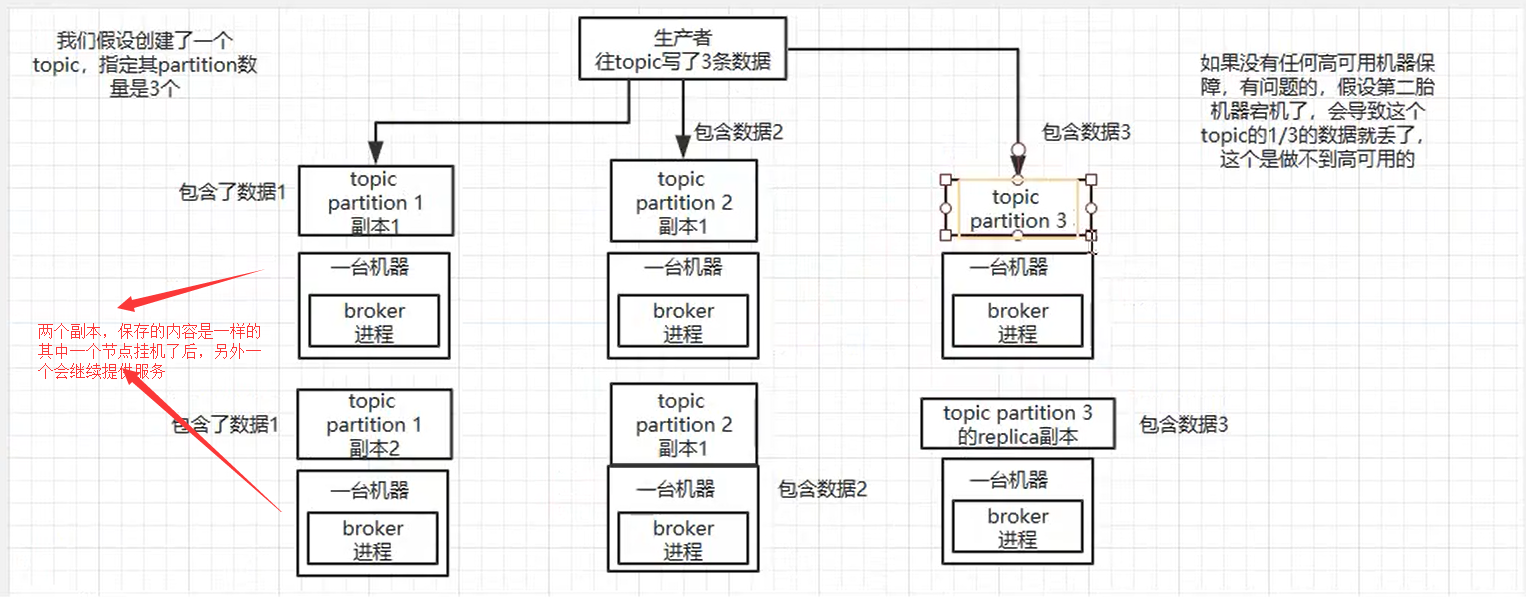 我们假设创建了一个
topic，指定其partition数
量是3个
生产者
往topic写了3条数据
如果没有任何高可用机器保
障，有问题的，假设第二胎
机器宕机了，会导致这个
topic的1/3的数据就丢了，
这个是做不到高可用的
包含数据2
包含数据3
包含了数据1
topic
partition 1
副本1
topic
partition 2
副本1
topic
partition 3
一台机器
broker
进程
一台机器
broker
进程
一台机器
broker
进程
两个副本，保存的内容是一样的
其中一个节点挂机了后，另外一
个会继续提供服务
包含了数据1
topic
partition 1
副本2
topic
partition 2
副本1
topic partition 3
的replica副本
包含数据3
一台机器
broker
进程
一台机器
broker
进程
包含数据2
一台机器
broker
进程